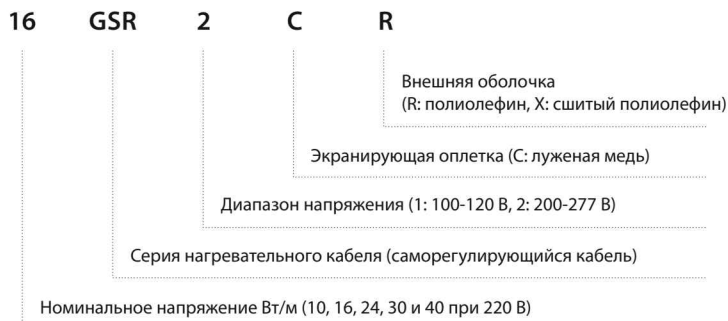 16 GSR 2 C R
Внешняя оболочка
(R: полиолефин, X: сшитый полиолефин)
Экранирующая оплетка (C: луженая медь)
Диапазон напряжения (1: 100-120 В, 2: 200-277 В)
Серия нагревательного кабеля (саморегулирующийся кабель)
Номинальное напряжение Вт/м (10, 16, 24, 30 и 40 при 220 В)